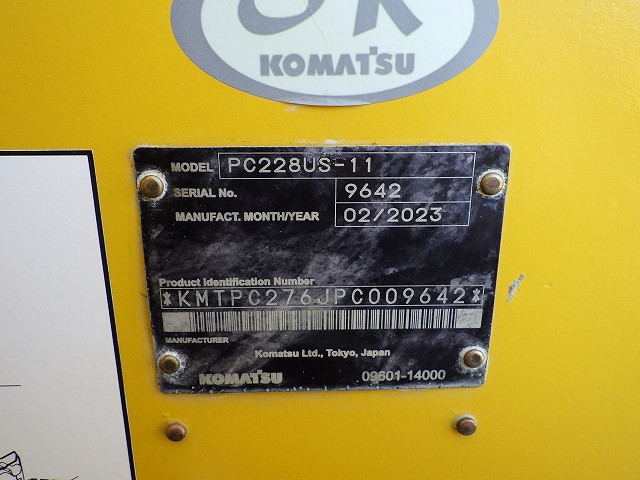 OK
KOMATSU
MODEL PC228US-11
SERIAL No. 9642
MANUFACT. MONTH/YEAR 02/2023
Product Identification Number
*KMTPC276JPC009642*
MANUFACTURER
Komatsu Ltd., Tokyo, Japan
KOMATSU 09601-14000